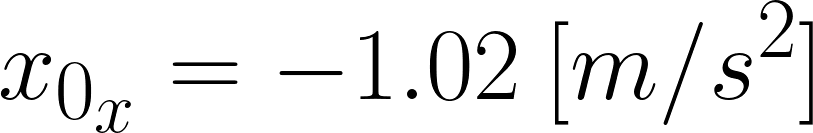 $x_{0_x} = -1.02 \ [m/s^2]$